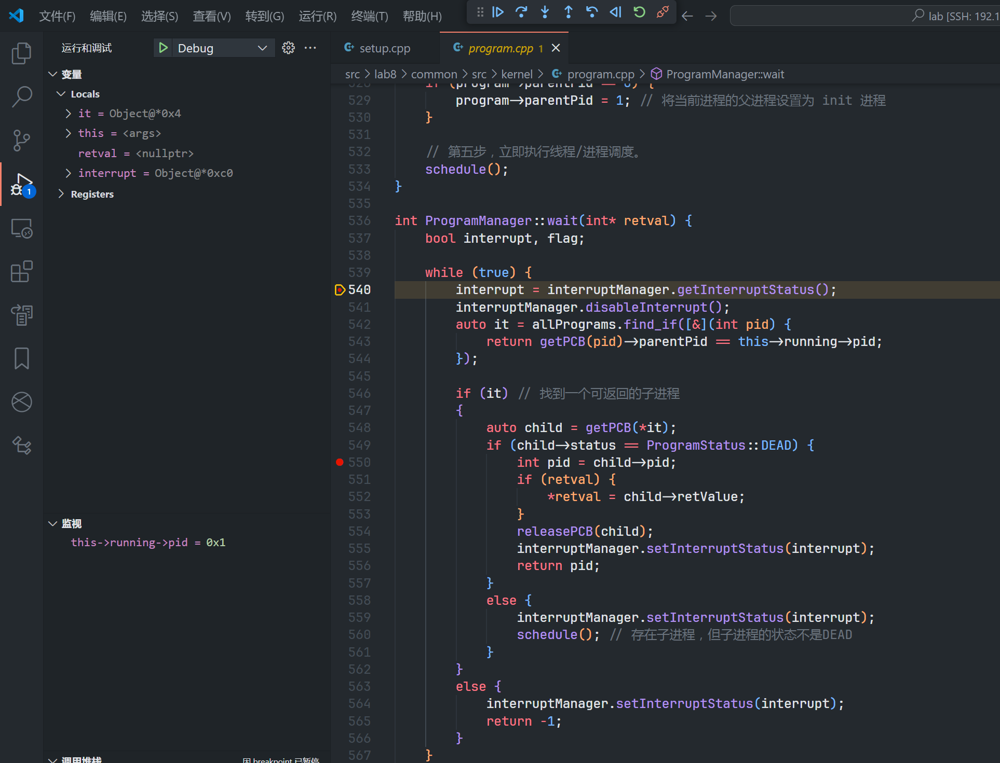 文件(F) 编辑(E) 选择(S) 查看(V) 转到(G) 运行(R) 终端(T) 帮助(H) lab [SSH: 192.1
运行和调试 Debug
setup.cpp program.cpp 1
src > lab8 > common > src > kernel > program.cpp > ProgramManager::wait
变量
Locals
it = Object@*0x4
this = <args>
retval = <nullptr>
interrupt = Object@*0xc0
Registers
1
监视
this->running->pid = 0x1
调用堆栈 因 breakpoint 已暂停
528 if (program->parentPid == 0) {
529 program->parentPid = 1; // 将当前进程的父进程设置为 init 进程
530 }
531
532 // 第五步，立即执行线程/进程调度。
533 schedule();
534 }
535
536 int ProgramManager::wait(int* retval) {
537 bool interrupt, flag;
538
539 while (true) {
540 interrupt = interruptManager.getInterruptStatus();
541 interruptManager.disableInterrupt();
542 auto it = allPrograms.find_if([&](int pid) {
543 return getPCB(pid)->parentPid == this->running->pid;
544 });
545
546 if (it) // 找到一个可返回的子进程
547 {
548 auto child = getPCB(*it);
549 if (child->status == ProgramStatus::DEAD) {
550 int pid = child->pid;
551 if (retval) {
552 *retval = child->retValue;
553 }
554 releasePCB(child);
555 interruptManager.setInterruptStatus(interrupt);
556 return pid;
557 }
558 else {
559 interruptManager.setInterruptStatus(interrupt);
560 schedule(); // 存在子进程，但子进程的状态不是DEAD
561 }
562 }
563 else {
564 interruptManager.setInterruptStatus(interrupt);
565 return -1;
566 }
567 }